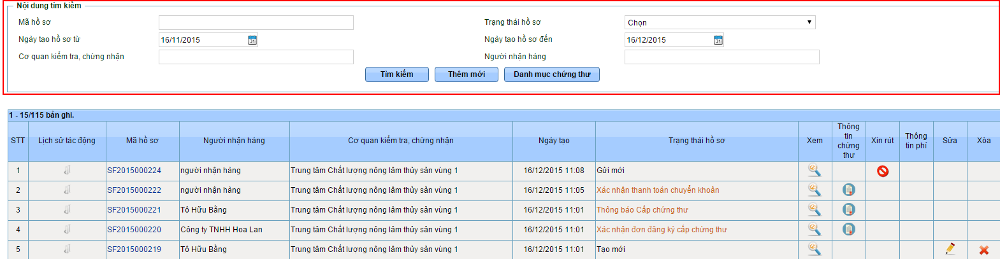 Nội dung tìm kiếm
Mã hồ sơ Trạng thái hồ sơ Chọn
Ngày tạo hồ sơ từ 16/11/2015 31 Ngày tạo hồ sơ đến 16/12/2015 31
Cơ quan kiểm tra, chứng nhận Người nhận hàng
Tìm kiếm Thêm mới Danh mục chứng thư
1 - 15/115 bản ghi.
STT Lịch sử tác động Mã hồ sơ Người nhận hàng Cơ quan kiểm tra, chứng nhận Ngày tạo Trạng thái hồ sơ Xem Thông tin chứng thư Xin rút Thông tin phí Sửa Xóa
1 SF2015000224 người nhận hàng Trung tâm Chất lượng nông lâm thủy sản vùng 1 16/12/2015 11:08 Gửi mới
2 SF2015000222 người nhận hàng Trung tâm Chất lượng nông lâm thủy sản vùng 1 16/12/2015 11:05 Xác nhận thanh toán chuyển khoản
3 SF2015000221 Tô Hữu Bằng Trung tâm Chất lượng nông lâm thủy sản vùng 1 16/12/2015 11:01 Thông báo Cấp chứng thư
4 SF2015000220 Công ty TNHH Hoa Lan Trung tâm Chất lượng nông lâm thủy sản vùng 1 16/12/2015 11:01 Xác nhận đơn đăng ký cấp chứng thư
5 SF2015000219 Tô Hữu Bằng Trung tâm Chất lượng nông lâm thủy sản vùng 1 16/12/2015 11:01 Tạo mới